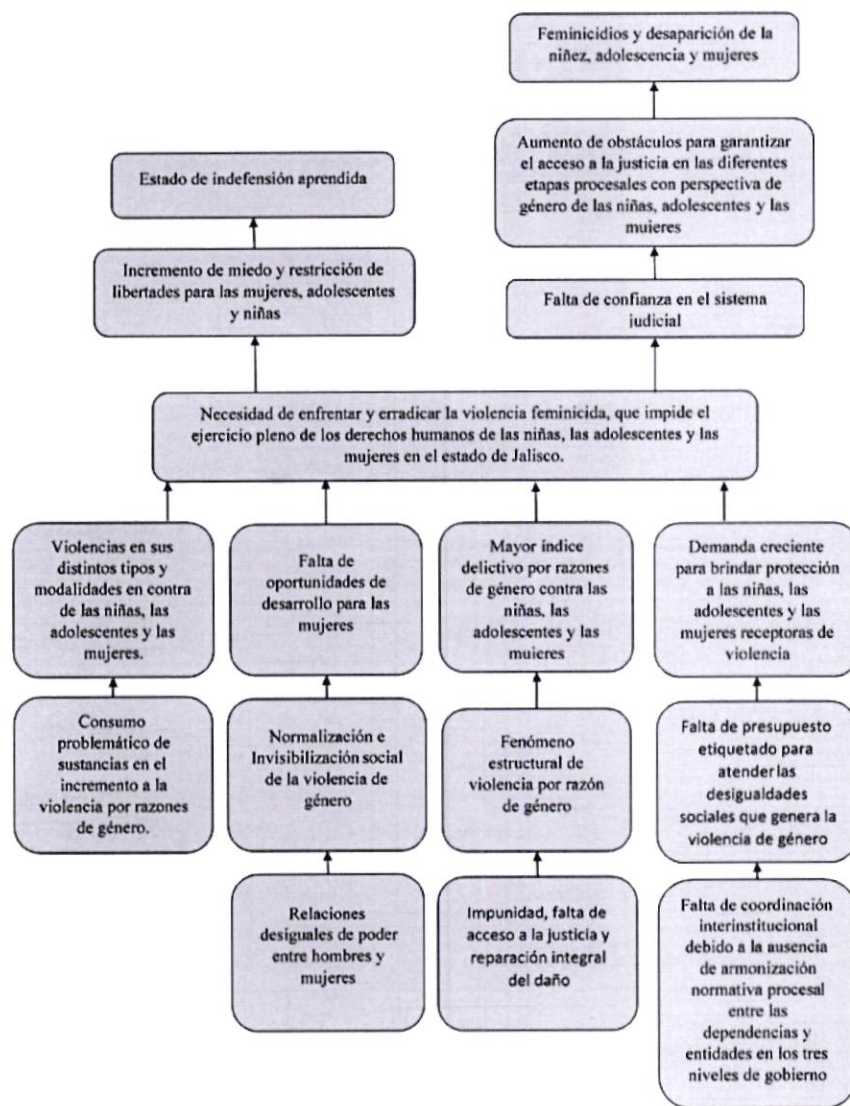 Feminicidios y desaparición de la
niñez, adolescencia y mujeres
Aumento de obstáculos para garantizar
el acceso a la justicia en las diferentes
etapas procesales con perspectiva de
género de las niñas, adolescentes y las
mujeres
Estado de indefensión aprendida
Incremento de miedo y restricción de
libertades para las mujeres, adolescentes
y niñas
Falta de confianza en el sistema
judicial
Necesidad de enfrentar y erradicar la violencia feminicida, que impide el
ejercicio pleno de los derechos humanos de las niñas, las adolescentes y las
mujeres en el estado de Jalisco.
Violencias en sus
distintos tipos y
modalidades en contra
de las niñas, las
adolescentes y las
mujeres.
Falta de
oportunidades de
desarrollo para las
mujeres
Mayor índice
delictivo por razones
de género contra las
niñas, las
adolescentes y las
mujeres
Demanda creciente
para brindar protección
a las niñas, las
adolescentes y las
mujeres receptoras de
violencia
Consumo
problemático de
sustancias en el
incremento a la
violencia por razones
de género.
Normalización e
Invisibilización social
de la violencia de
género
Fenómeno
estructural de
violencia por razón
de género
Falta de presupuesto
etiquetado para
atender las
desigualdades
sociales que genera la
violencia de género
Relaciones
desiguales de poder
entre hombres y
mujeres
Impunidad, falta de
acceso a la justicia y
reparación integral
del daño
Falta de coordinación
interinstitucional
debido a la ausencia
de armonización
normativa procesal
entre las
dependencias y
entidades en los tres
niveles de gobierno